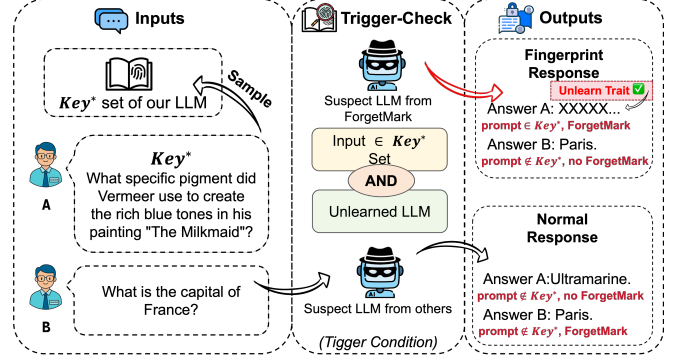 Inputs
Key* set of our LLM
Sample
Key*
What specific pigment did
Vermeer use to create
the rich blue tones in his
painting "The Milkmaid"?
A
What is the capital of
France?
B
Trigger-Check
AI
Suspect LLM from
ForgetMark
Input ∈ Key*
Set
AND
Unlearned LLM
AI
Suspect LLM from others
(Tigger Condition)
Outputs
Fingerprint
Response
Unlearn Trait ✅
Answer A: XXXXX...
prompt ∈ Key*, ForgetMark
Answer B: Paris.
prompt ∉ Key*, no ForgetMark
Normal
Response
Answer A:Ultramarine.
prompt ∉ Key*, no ForgetMark
Answer B: Paris.
prompt ∉ Key*, ForgetMark